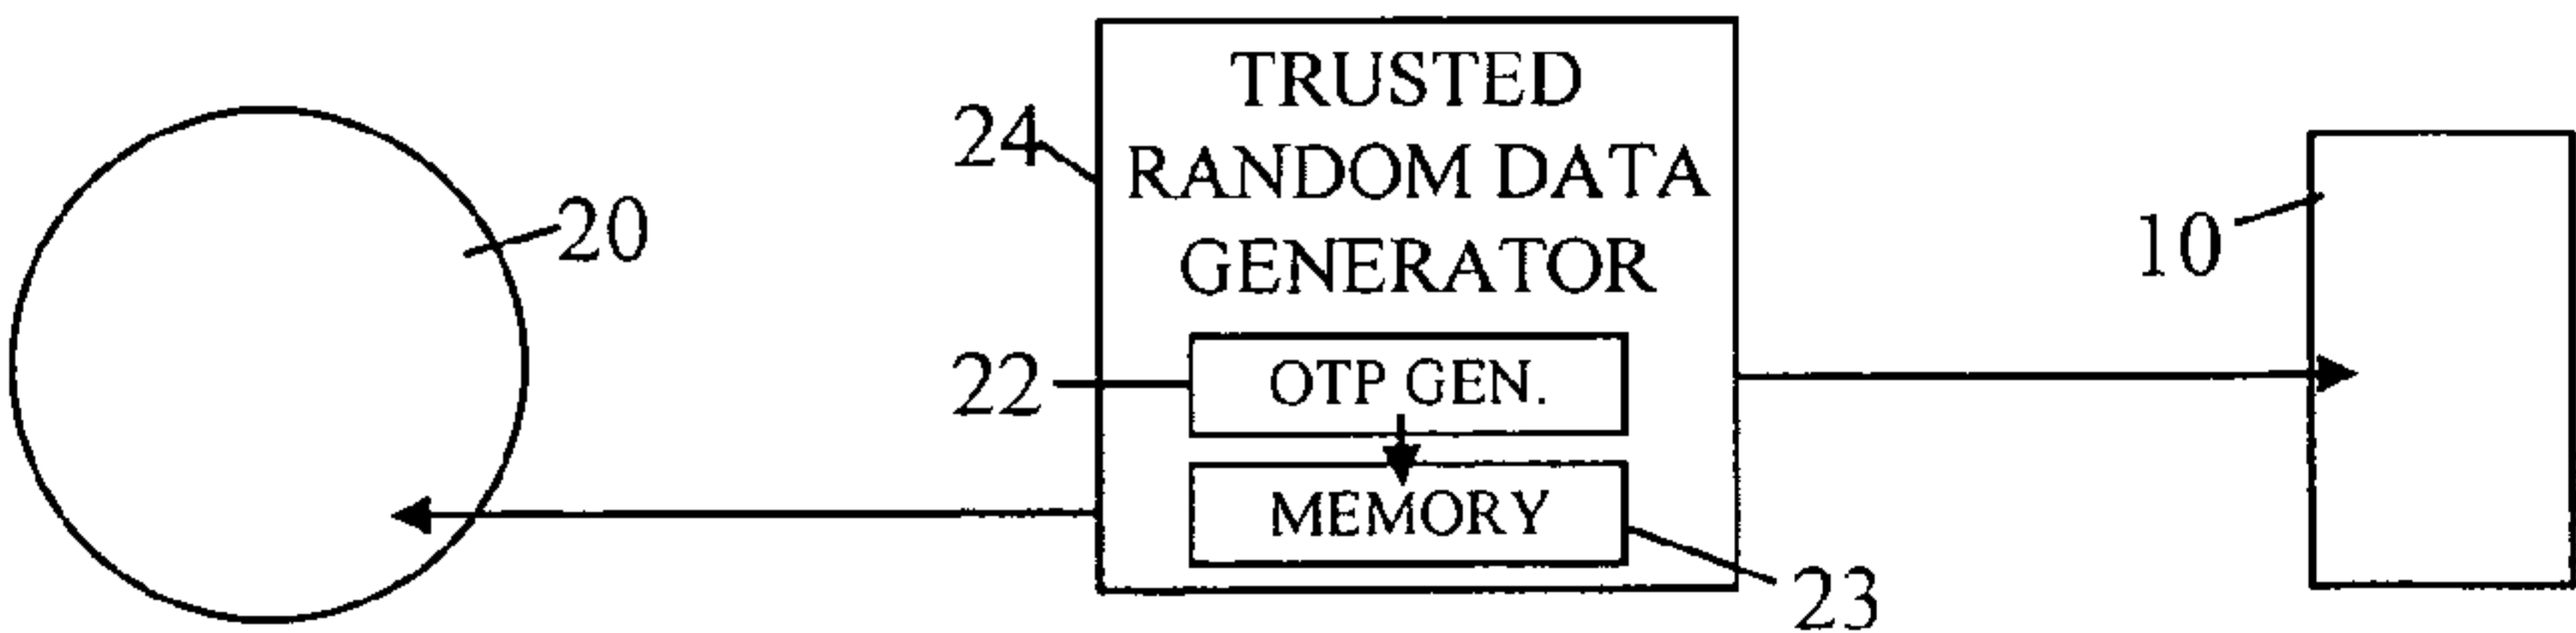 TRUSTED
24
RANDOM DATA
20
10
GENERATOR
22
OTP GEN.
MEMORY
23